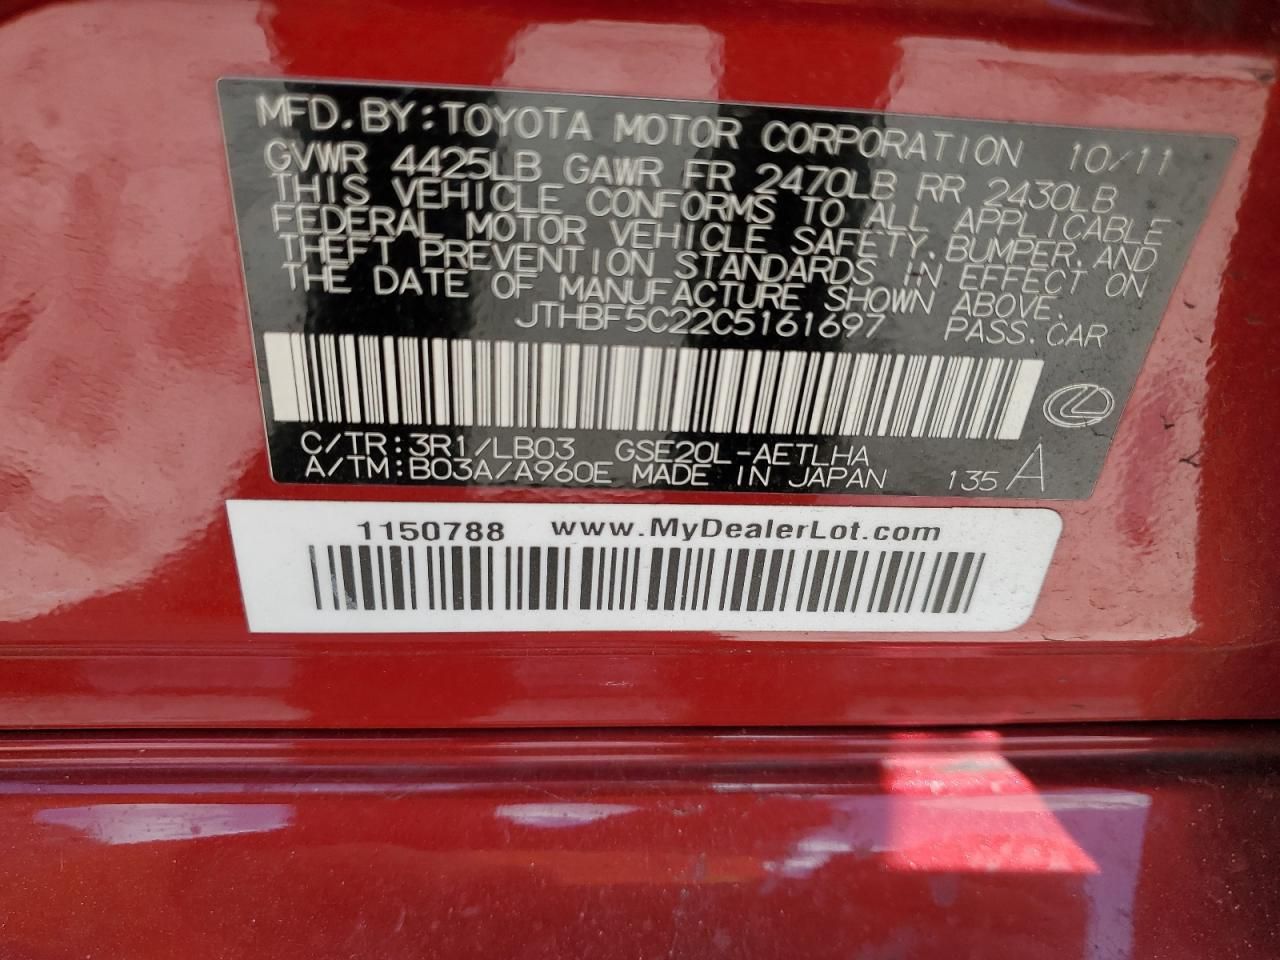 MFD. BY: TOYOTA MOTOR CORPORATION 10/11
GVWR 4425LB GAWR FR 2470LB RR 2430LB
THIS VEHICLE CONFORMS TO ALL APPLICABLE
FEDERAL MOTOR VEHICLE SAFETY, BUMPER, AND
THEFT PREVENTION STANDARDS IN EFFECT ON
THE DATE OF MANUFACTURE SHOWN ABOVE.
JTHBF5C22C5161697 PASS. CAR
C/TR: 3R1/LB03 GSE20L-AETLHA
A/TM: B03A/A960E MADE IN JAPAN 135 A
1150788 www.MyDealerLot.com